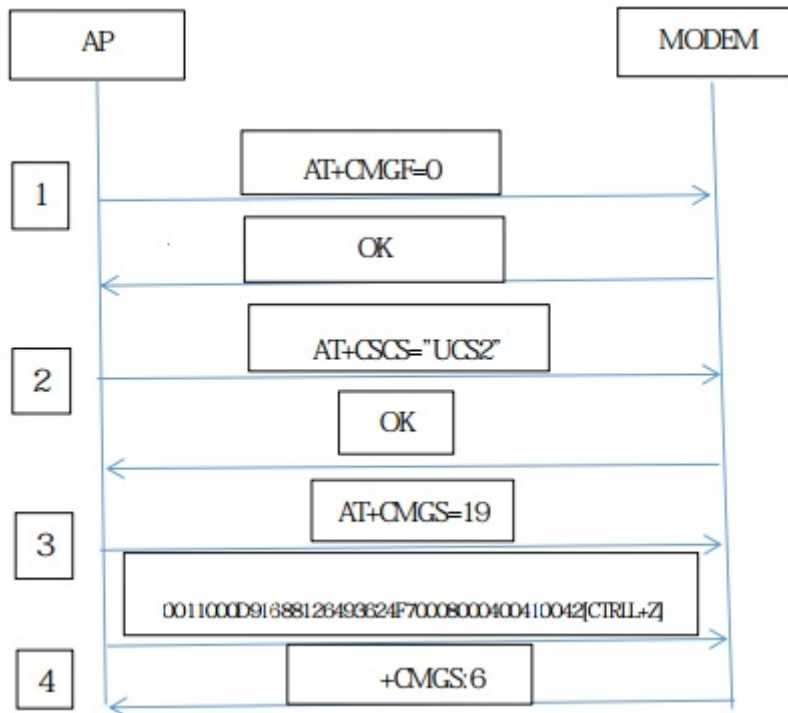 AP
MODEM
1
AT+CMGF=0
OK
2
AT+CSCS="UCS2"
OK
3
AT+CMGS=19
0011000D91688126493624F70008000400410042[CTRLL+Z]
4
+CMGS:6